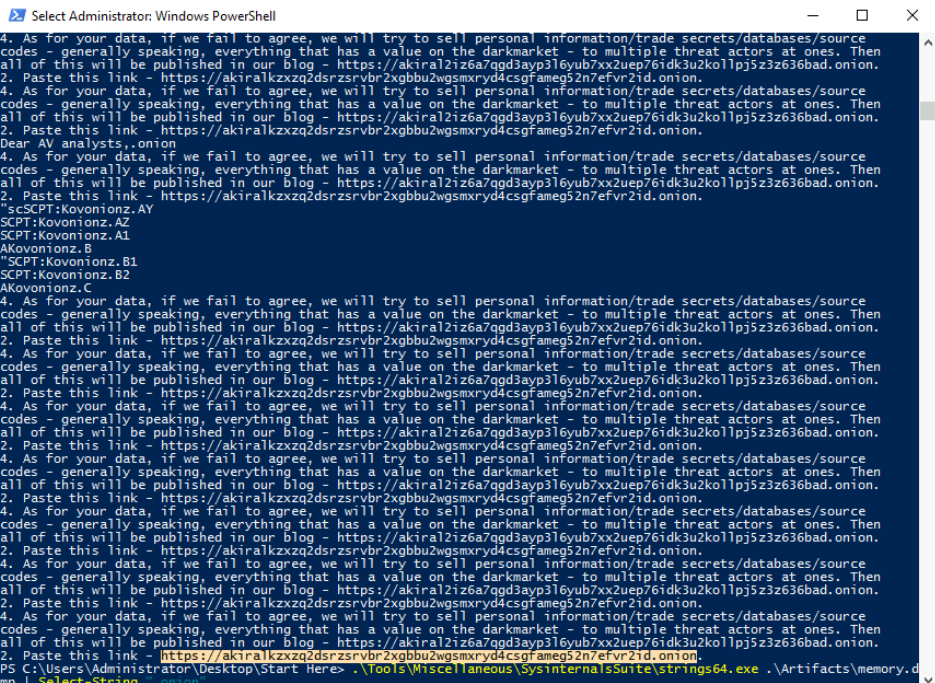 Select Administrator: Windows PowerShell
4. As for your data, if we fail to agree, we will try to sell personal information/trade secrets/databases/source
codes - generally speaking, everything that has a value on the darkmarket - to multiple threat actors at ones. Then
all of this will be published in our blog - https://akiral2iz6a7qgd3ayp3l6yub7xx2uep76idk3u2kollpj5z3z636bad.onion.
2. Paste this link - https://akiralkzxzq2dsrzsrvbr2xgbbu2wgsmxryd4csgfameg52n7efvr2id.onion.
4. As for your data, if we fail to agree, we will try to sell personal information/trade secrets/databases/source
codes - generally speaking, everything that has a value on the darkmarket - to multiple threat actors at ones. Then
all of this will be published in our blog - https://akiral2iz6a7qgd3ayp3l6yub7xx2uep76idk3u2kollpj5z3z636bad.onion.
2. Paste this link - https://akiralkzxzq2dsrzsrvbr2xgbbu2wgsmxryd4csgfameg52n7efvr2id.onion.
Dear AV analysts,.onion
4. As for your data, if we fail to agree, we will try to sell personal information/trade secrets/databases/source
codes - generally speaking, everything that has a value on the darkmarket - to multiple threat actors at ones. Then
all of this will be published in our blog - https://akiral2iz6a7qgd3ayp3l6yub7xx2uep76idk3u2kollpj5z3z636bad.onion.
2. Paste this link - https://akiralkzxzq2dsrzsrvbr2xgbbu2wgsmxryd4csgfameg52n7efvr2id.onion.
"scSCPT:Kovonionz.AY
SCPT:Kovonionz.AZ
SCPT:Kovonionz.A1
AKovonionz.B
"SCPT:Kovonionz.B1
SCPT:Kovonionz.B2
AKovonionz.C
4. As for your data, if we fail to agree, we will try to sell personal information/trade secrets/databases/source
codes - generally speaking, everything that has a value on the darkmarket - to multiple threat actors at ones. Then
all of this will be published in our blog - https://akiral2iz6a7qgd3ayp3l6yub7xx2uep76idk3u2kollpj5z3z636bad.onion.
2. Paste this link - https://akiralkzxzq2dsrzsrvbr2xgbbu2wgsmxryd4csgfameg52n7efvr2id.onion.
4. As for your data, if we fail to agree, we will try to sell personal information/trade secrets/databases/source
codes - generally speaking, everything that has a value on the darkmarket - to multiple threat actors at ones. Then
all of this will be published in our blog - https://akiral2iz6a7qgd3ayp3l6yub7xx2uep76idk3u2kollpj5z3z636bad.onion.
2. Paste this link - https://akiralkzxzq2dsrzsrvbr2xgbbu2wgsmxryd4csgfameg52n7efvr2id.onion.
4. As for your data, if we fail to agree, we will try to sell personal information/trade secrets/databases/source
codes - generally speaking, everything that has a value on the darkmarket - to multiple threat actors at ones. Then
all of this will be published in our blog - https://akiral2iz6a7qgd3ayp3l6yub7xx2uep76idk3u2kollpj5z3z636bad.onion.
2. Paste this link - https://akiralkzxzq2dsrzsrvbr2xgbbu2wgsmxryd4csgfameg52n7efvr2id.onion.
4. As for your data, if we fail to agree, we will try to sell personal information/trade secrets/databases/source
codes - generally speaking, everything that has a value on the darkmarket - to multiple threat actors at ones. Then
all of this will be published in our blog - https://akiral2iz6a7qgd3ayp3l6yub7xx2uep76idk3u2kollpj5z3z636bad.onion.
2. Paste this link - https://akiralkzxzq2dsrzsrvbr2xgbbu2wgsmxryd4csgfameg52n7efvr2id.onion.
4. As for your data, if we fail to agree, we will try to sell personal information/trade secrets/databases/source
codes - generally speaking, everything that has a value on the darkmarket - to multiple threat actors at ones. Then
all of this will be published in our blog - https://akiral2iz6a7qgd3ayp3l6yub7xx2uep76idk3u2kollpj5z3z636bad.onion.
2. Paste this link - https://akiralkzxzq2dsrzsrvbr2xgbbu2wgsmxryd4csgfameg52n7efvr2id.onion.
4. As for your data, if we fail to agree, we will try to sell personal information/trade secrets/databases/source
codes - generally speaking, everything that has a value on the darkmarket - to multiple threat actors at ones. Then
all of this will be published in our blog - https://akiral2iz6a7qgd3ayp3l6yub7xx2uep76idk3u2kollpj5z3z636bad.onion.
2. Paste this link - https://akiralkzxzq2dsrzsrvbr2xgbbu2wgsmxryd4csgfameg52n7efvr2id.onion.
4. As for your data, if we fail to agree, we will try to sell personal information/trade secrets/databases/source
codes - generally speaking, everything that has a value on the darkmarket - to multiple threat actors at ones. Then
all of this will be published in our blog - https://akiral2iz6a7qgd3ayp3l6yub7xx2uep76idk3u2kollpj5z3z636bad.onion.
2. Paste this link - https://akiralkzxzq2dsrzsrvbr2xgbbu2wgsmxryd4csgfameg52n7efvr2id.onion.
PS C:\Users\Administrator\Desktop\Start Here> .\Tools\Miscellaneous\SysinternalsSuite\strings64.exe .\Artifacts\memory.d
mp | Select-String ".onion"